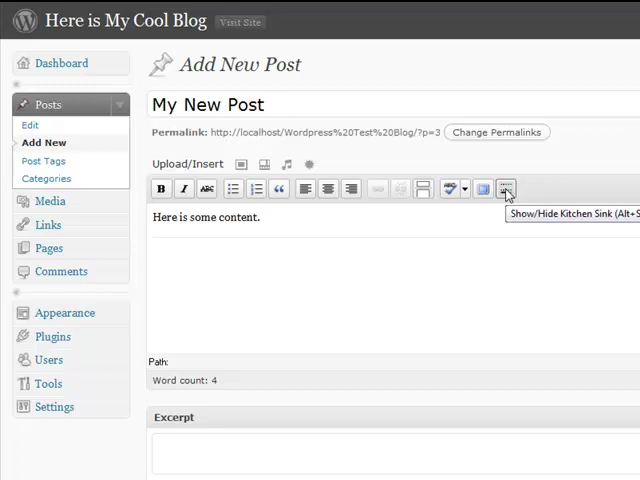 Here is My Cool Blog Visit Site
Dashboard
Add New Post
Posts
My New Post
Edit
Permalink: http://localhost/Wordpress%20Test%20Blog/?p=3 Change Permalinks
Add New
Post Tags
Upload/Insert
Categories
B I ABC ABC
Media
Links
Here is some content.
Show/Hide Kitchen Sink (Alt+S
Pages
Comments
Appearance
Plugins
Users
Tools
Settings
Path:
Word count: 4
Excerpt